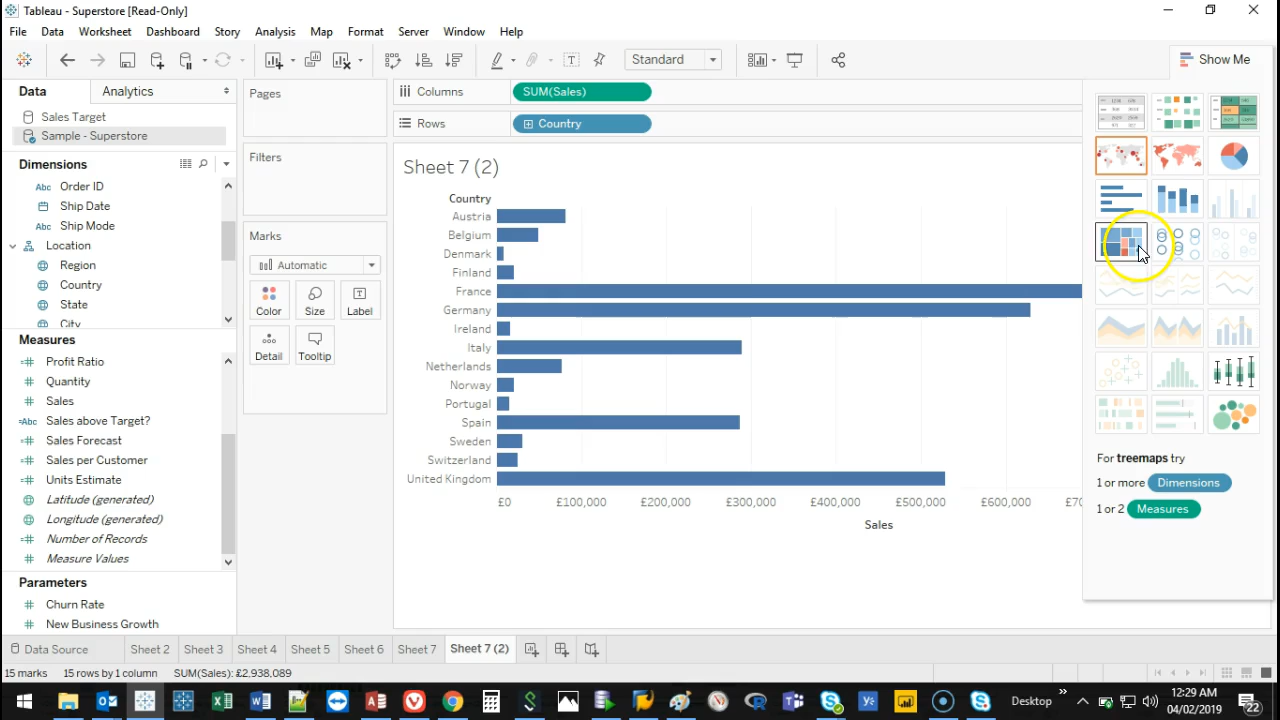 Tableau - Superstore [Read-Only]
File Data Worksheet Dashboard Story Analysis Map Format Server Window Help
Standard
Show Me
Data Analytics
Sales Target
Sample - Superstore
Dimensions
Abc Order ID
Ship Date
Abc Ship Mode
Location
Region
Country
State
City
Measures
Profit Ratio
Quantity
Sales
=Abc Sales above Target?
Sales Forecast
Sales per Customer
Units Estimate
Latitude (generated)
Longitude (generated)
Number of Records
Measure Values
Parameters
Churn Rate
New Business Growth
Pages
Filters
Marks
Automatic
Color Size Label
Detail Tooltip
Columns SUM(Sales)
Rows Country
Sheet 7 (2)
Country
Austria
Belgium
Denmark
Finland
France
Germany
Ireland
Italy
Netherlands
Norway
Portugal
Spain
Sweden
Switzerland
United Kingdom
£0 £100,000 £200,000 £300,000 £400,000 £500,000 £600,000
Sales
For treemaps try
1 or more Dimensions
1 or 2 Measures
Data Source Sheet 2 Sheet 3 Sheet 4 Sheet 5 Sheet 6 Sheet 7 Sheet 7 (2)
15 marks 15 rows by 1 column SUM(Sales): £2,938,089
Desktop
12:29 AM
04/02/2019
22